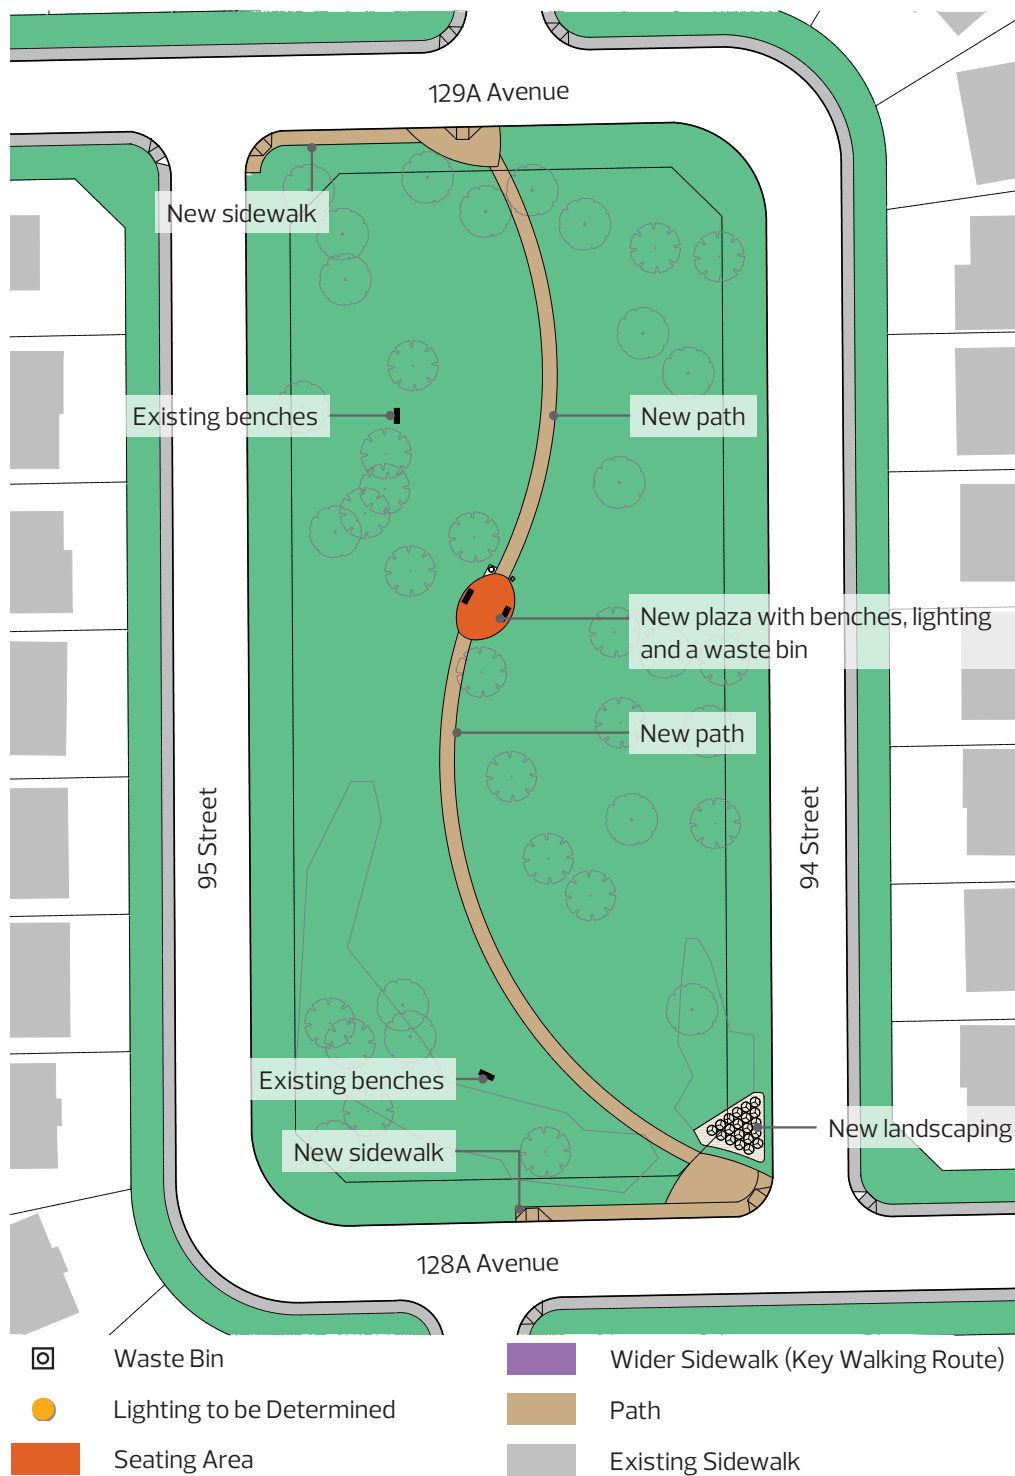 129A Avenue
New sidewalk
Existing benches
New path
New plaza with benches, lighting
and a waste bin
New path
95 Street
94 Street
Existing benches
New landscaping
New sidewalk
128A Avenue
Waste Bin
Wider Sidewalk (Key Walking Route)
Lighting to be Determined
Path
Seating Area
Existing Sidewalk